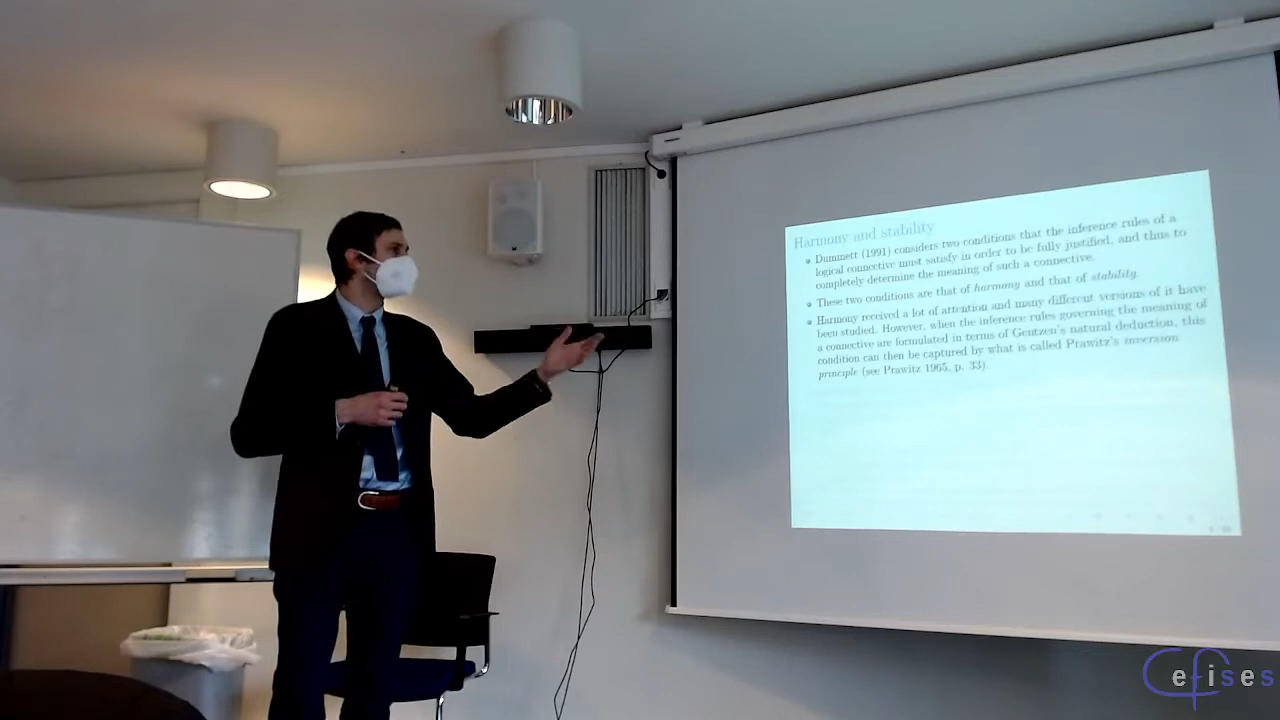 Harmony and stability
Dummett (1991) considers two conditions that the inference rules of a
logical connective must satisfy in order to be fully justified, and thus to
completely determine the meaning of such a connective.
These two conditions are that of harmony and that of stability.
Harmony received a lot of attention and many different versions of it have
been studied. However, when the inference rules governing the meaning of
a connective are formulated in terms of Gentzen's natural deduction, this
condition can then be captured by what is called Prawitz's inversion
principle (see Prawitz 1965, p. 33).
efises